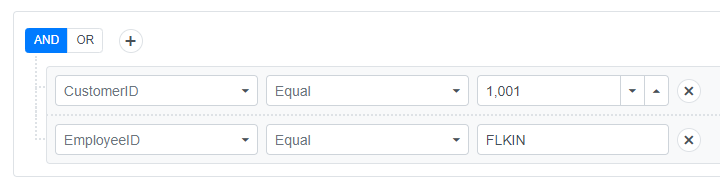 AND OR
CustomerID Equal 1,001
EmployeeID Equal FLKIN